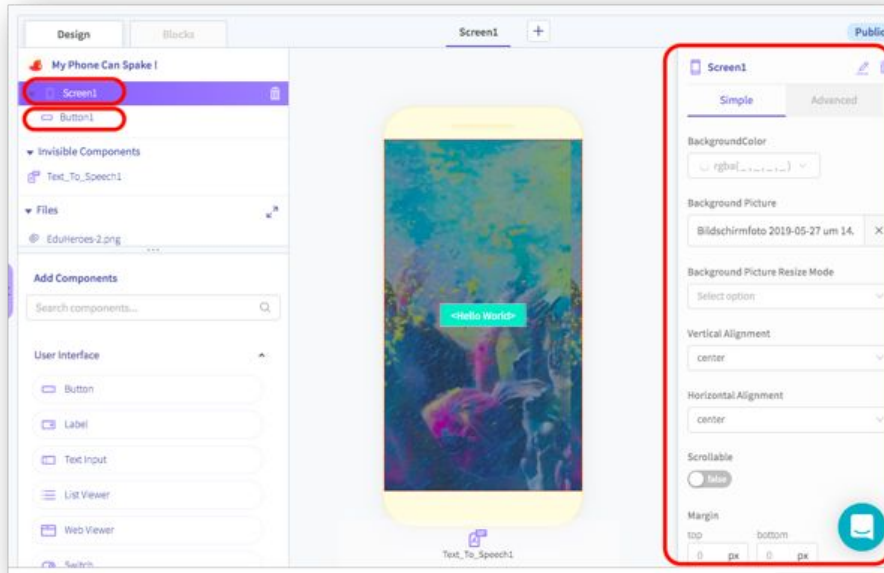 Design
Blocks
Screen1
+
Public
My Phone Can Spake !
Screen1
Button1
Invisible Components
Text_To_Speech1
Files
EduHeroes-2.png
Add Components
Search components...
User Interface
Button
Label
Text Input
List Viewer
Web Viewer
Switch
<Hello World>
Text_To_Speech1
Screen1
Simple
Advanced
BackgroundColor
rgba(_,_,_,_)
Background Picture
Bildschirmfoto 2019-05-27 um 14.
Background Picture Resize Mode
Select option
Vertical Alignment
center
Horizontal Alignment
center
Scrollable
false
Margin
top bottom
0 px 0 px